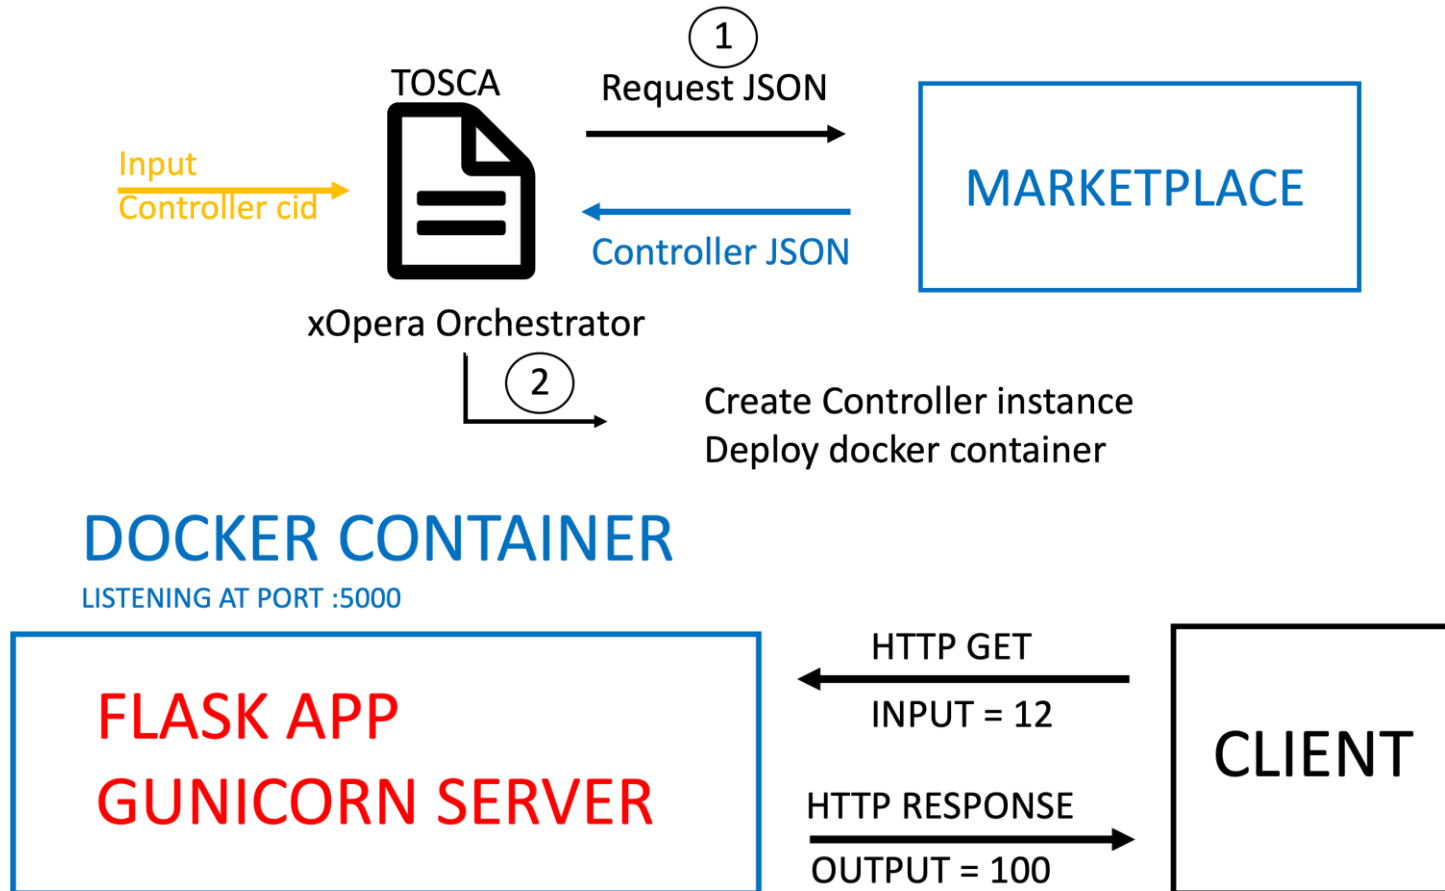 1
TOSCA
Request JSON
Input
Controller cid
MARKETPLACE
Controller JSON
xOpera Orchestrator
2
Create Controller instance
Deploy docker container
DOCKER CONTAINER
LISTENING AT PORT :5000
FLASK APP
GUNICORN SERVER
HTTP GET
INPUT = 12
HTTP RESPONSE
OUTPUT = 100
CLIENT